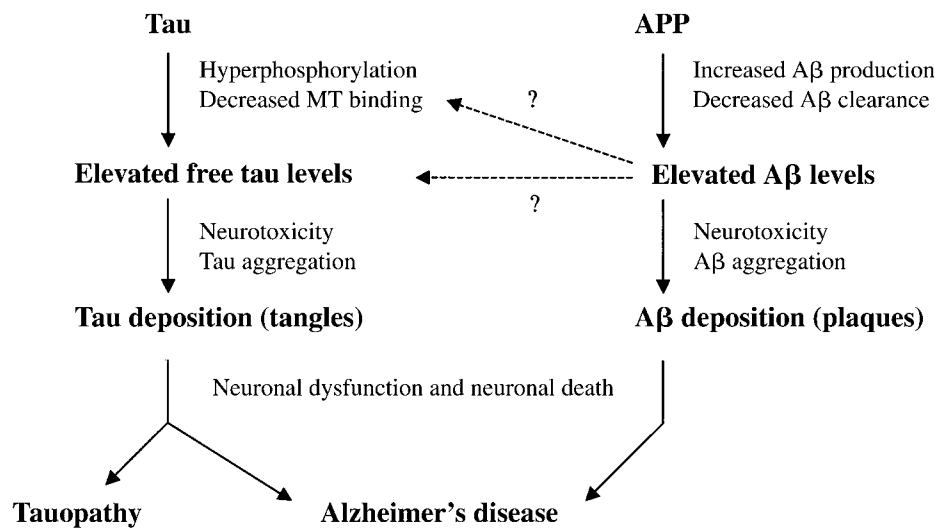 Tau
APP
Hyperphosphorylation
Decreased MT binding
?
Increased Aβ production
Decreased Aβ clearance
Elevated free tau levels
?
Elevated Aβ levels
Neurotoxicity
Tau aggregation
Neurotoxicity
Aβ aggregation
Tau deposition (tangles)
Aβ deposition (plaques)
Neuronal dysfunction and neuronal death
Tauopathy
Alzheimer's disease